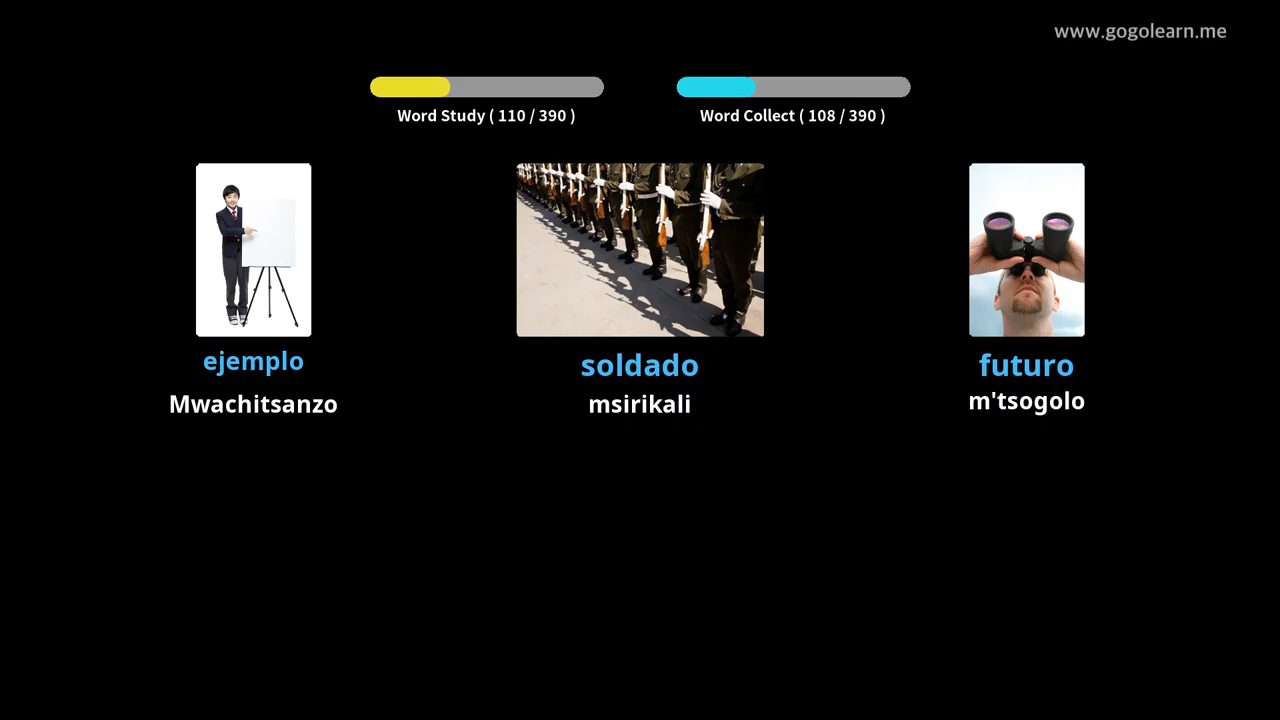 www.gogolearn.me
Word Study ( 110 / 390 )
Word Collect ( 108 / 390 )
ejemplo
soldado
futuro
Mwachitsanzo
msirikali
m'tsogolo